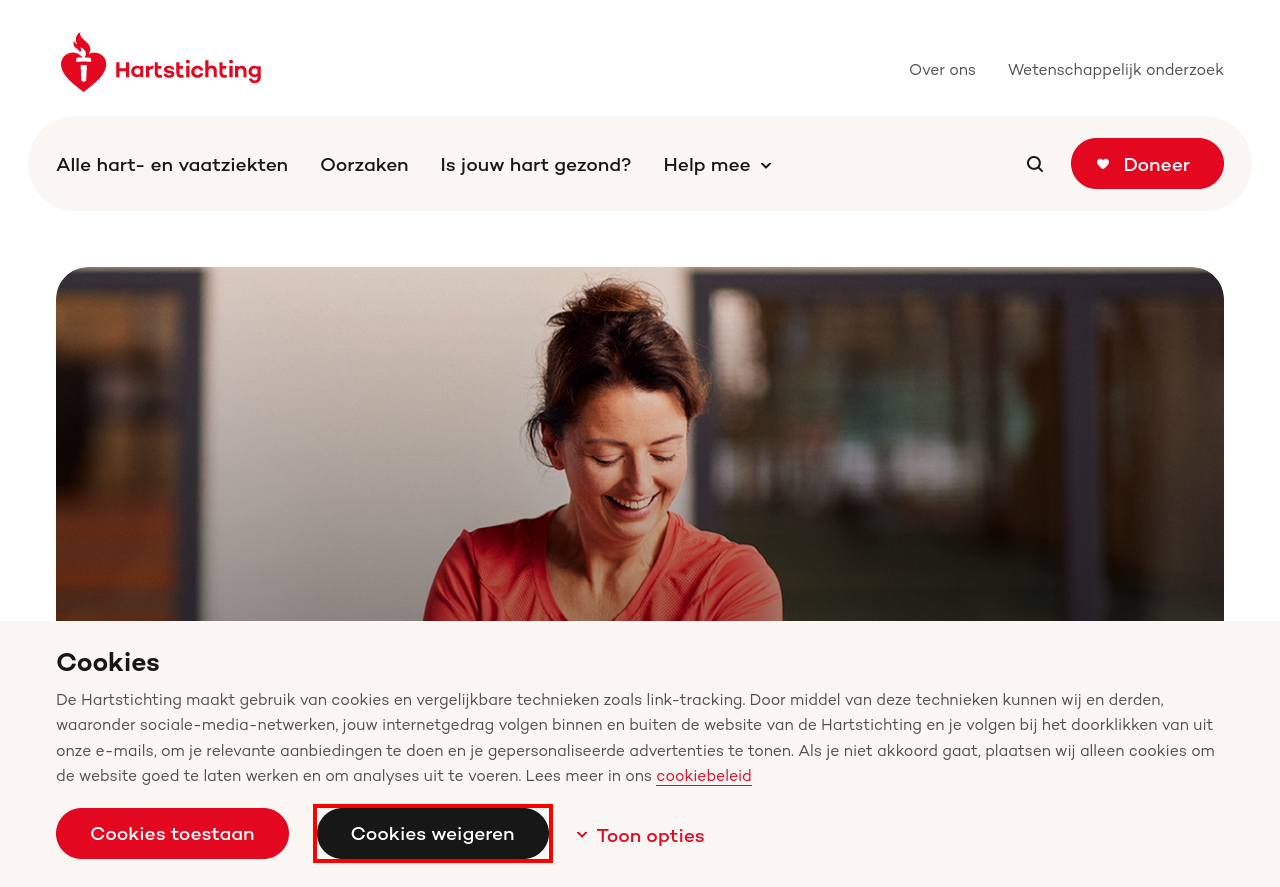 Hartstichting
Over ons
Wetenschappelijk onderzoek
Alle hart- en vaatziekten
Oorzaken
Is jouw hart gezond?
Help mee
Doneer
Cookies
De Hartstichting maakt gebruik van cookies en vergelijkbare technieken zoals link-tracking. Door middel van deze technieken kunnen wij en derden,
waaronder sociale-media-netwerken, jouw internetgedrag volgen binnen en buiten de website van de Hartstichting en je volgen bij het doorklikken van uit
onze e-mails, om je relevante aanbiedingen te doen en je gepersonaliseerde advertenties te tonen. Als je niet akkoord gaat, plaatsen wij alleen cookies om
de website goed te laten werken en om analyses uit te voeren. Lees meer in ons cookiebeleid
Cookies toestaan
Cookies weigeren
Toon opties